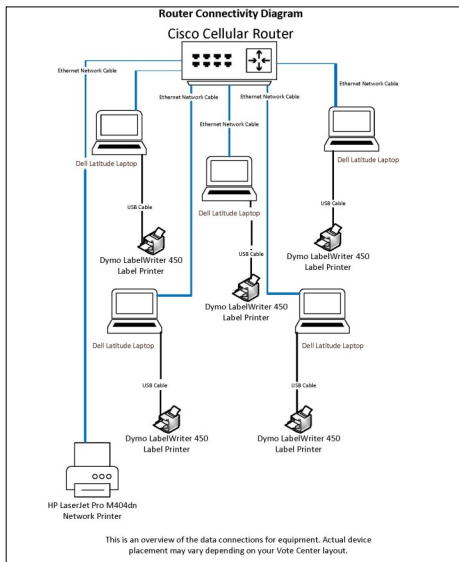 Router Connectivity Diagram
Cisco Cellular Router
Ethernet Network Cable
Ethernet Network Cable
Ethernet Network Cable
Ethernet Network Cable
Ethernet Network Cable
Dell Latitude Laptop
Dell Latitude Laptop
Dell Latitude Laptop
USB Cable
USB Cable
USB Cable
Dymo LabelWriter 450
Label Printer
Dymo LabelWriter 450
Label Printer
Dymo LabelWriter 450
Label Printer
Dell Latitude Laptop
Dell Latitude Laptop
USB Cable
USB Cable
Dymo LabelWriter 450
Label Printer
Dymo LabelWriter 450
Label Printer
HP LaserJet Pro M404dn
Network Printer
This is an overview of the data connections for equipment. Actual device
placement may vary depending on your Vote Center layout.